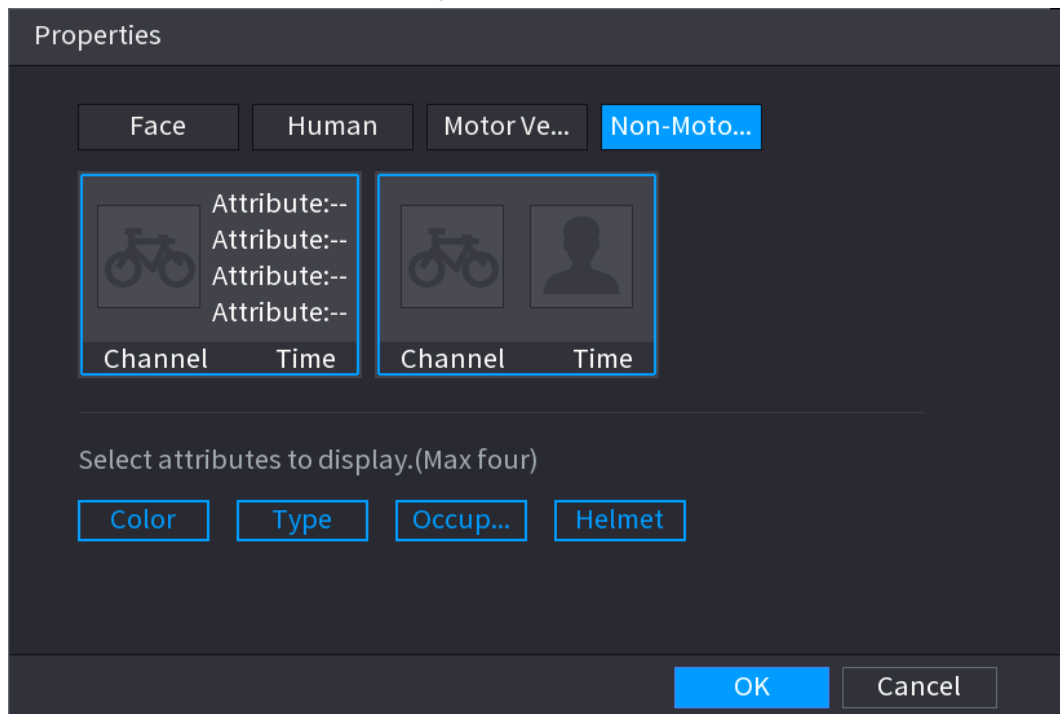 Properties
Face Human Motor Ve... Non-Moto...
Attribute:--
Attribute:--
Attribute:--
Attribute:--
Channel Time Channel Time
Select attributes to display.(Max four)
Color Type Occup... Helmet
OK Cancel